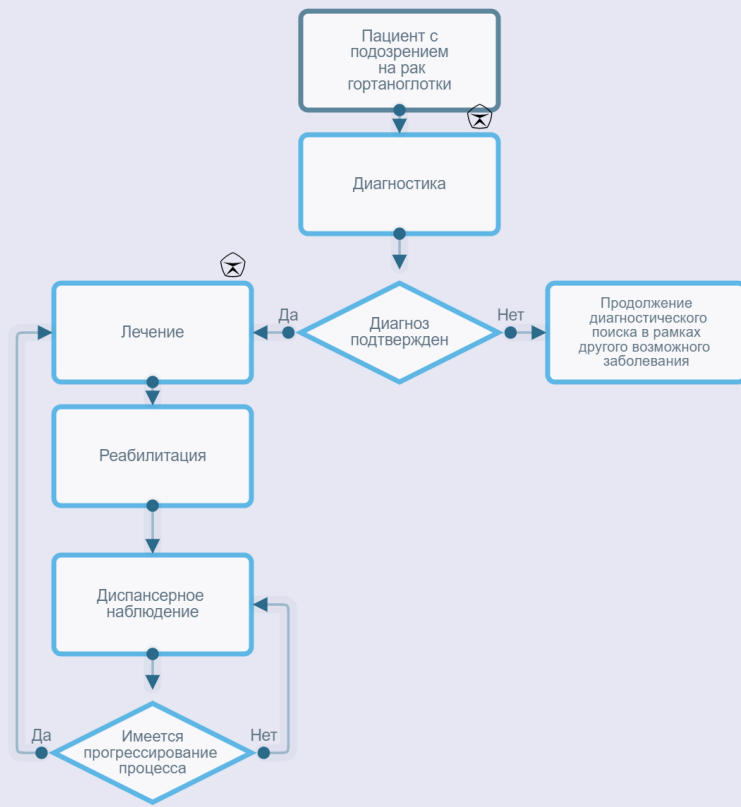 Пациент с
подозрением
на рак
гортаноглотки
Диагностика
Лечение
Да
Диагноз
подтвержден
Нет
Продолжение
диагностического
поиска в рамках
другого возможного
заболевания
Реабилитация
Диспансерное
наблюдение
Да
Имеется
прогрессирование
процесса
Нет